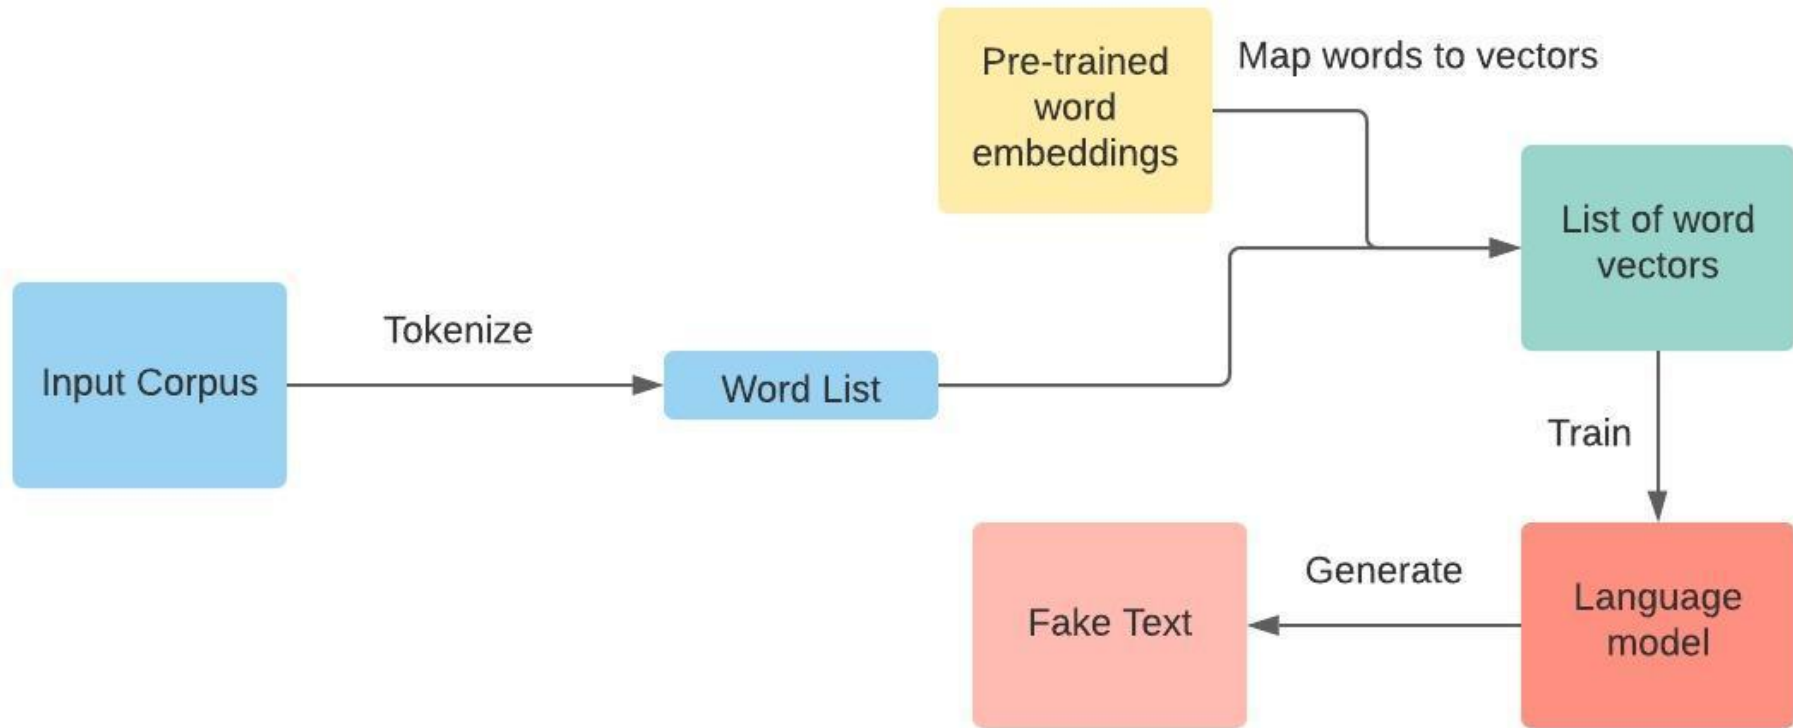 Pre-trained
word
embeddings
Map words to vectors
List of word
vectors
Input Corpus
Tokenize
Word List
Train
Fake Text
Generate
Language
model